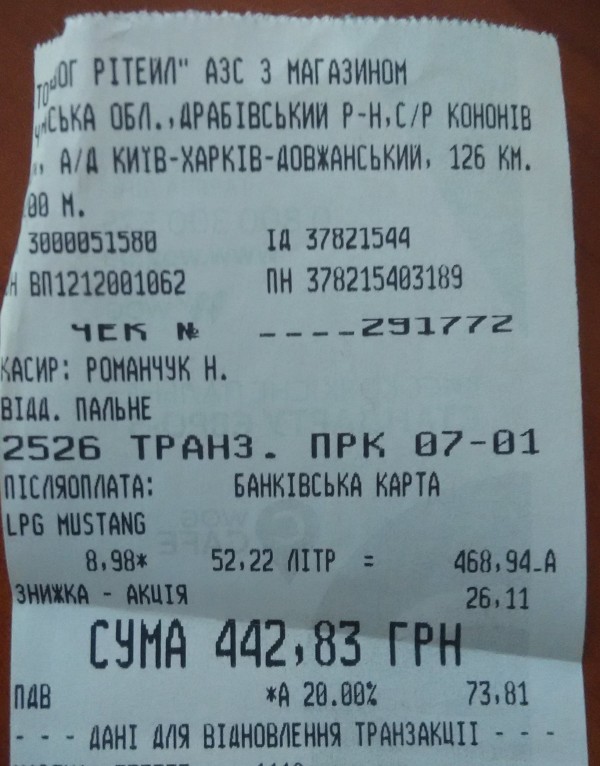 РІТЕЙЛ" АЗС З МАГАЗИНОМ
ОБЛ.,ДРАБІВСЬКИЙ Р-Н,С/Р КОНОНІВ
, А/Д КИЇВ-ХАРКІВ-ДОВЖАНСЬКИЙ, 126 КМ.
00 М.
3000051580 ІД 37821544
ВП1212001062 ПН 378215403189
ЧЕК № ----291772
КАСИР: РОМАНЧУК Н.
ВІДД. ПАЛЬНЕ
2526 ТРАНЗ. ПРК 07-01
ПІСЛЯОПЛАТА: БАНКІВСЬКА КАРТА
LPG MUSTANG
8,98* 52,22 ЛІТР = 468,94_А
ЗНИЖКА - АКЦІЯ 26,11
СУМА 442,83 ГРН
ПДВ *А 20.00% 73,81
- - - ДАНІ ДЛЯ ВІДНОВЛЕННЯ ТРАНЗАКЦІЇ - - -